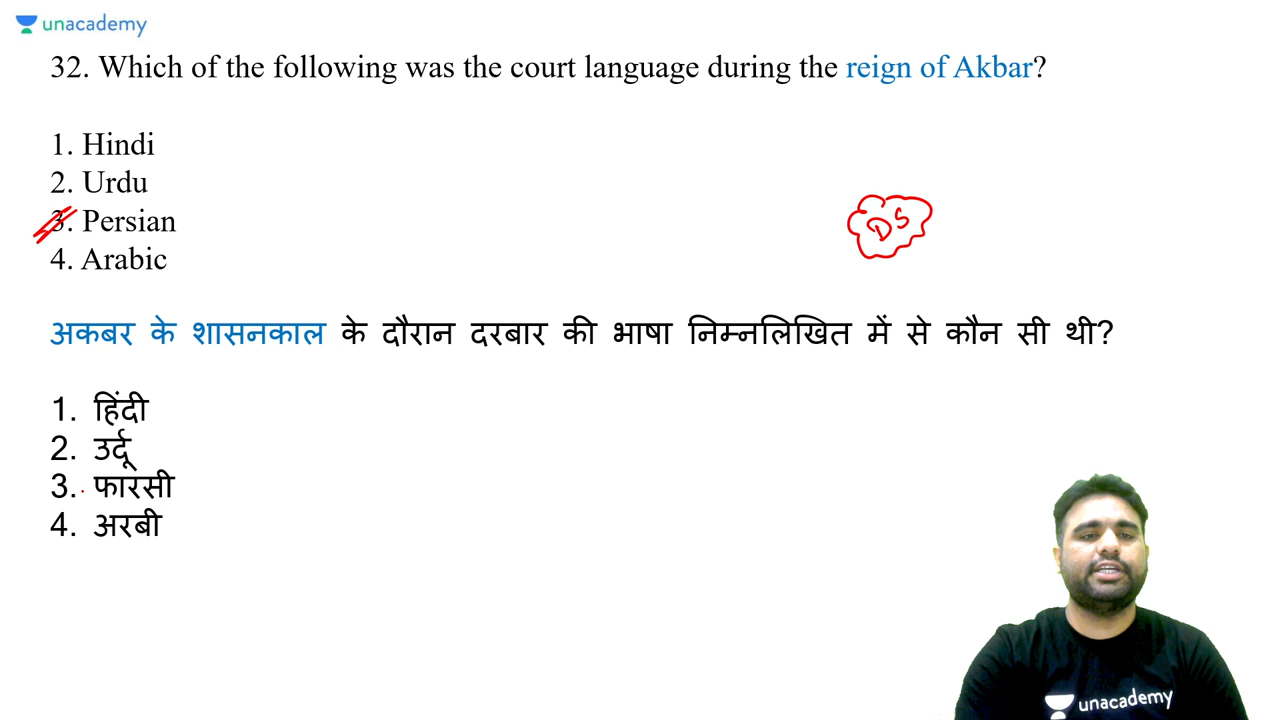 unacademy
32. Which of the following was the court language during the reign of Akbar?
1. Hindi
2. Urdu
3. Persian
4. Arabic
DS
अकबर के शासनकाल के दौरान दरबार की भाषा निम्नलिखित में से कौन सी थी?
1. हिंदी
2. उर्दू
3. फारसी
4. अरबी
unacademy